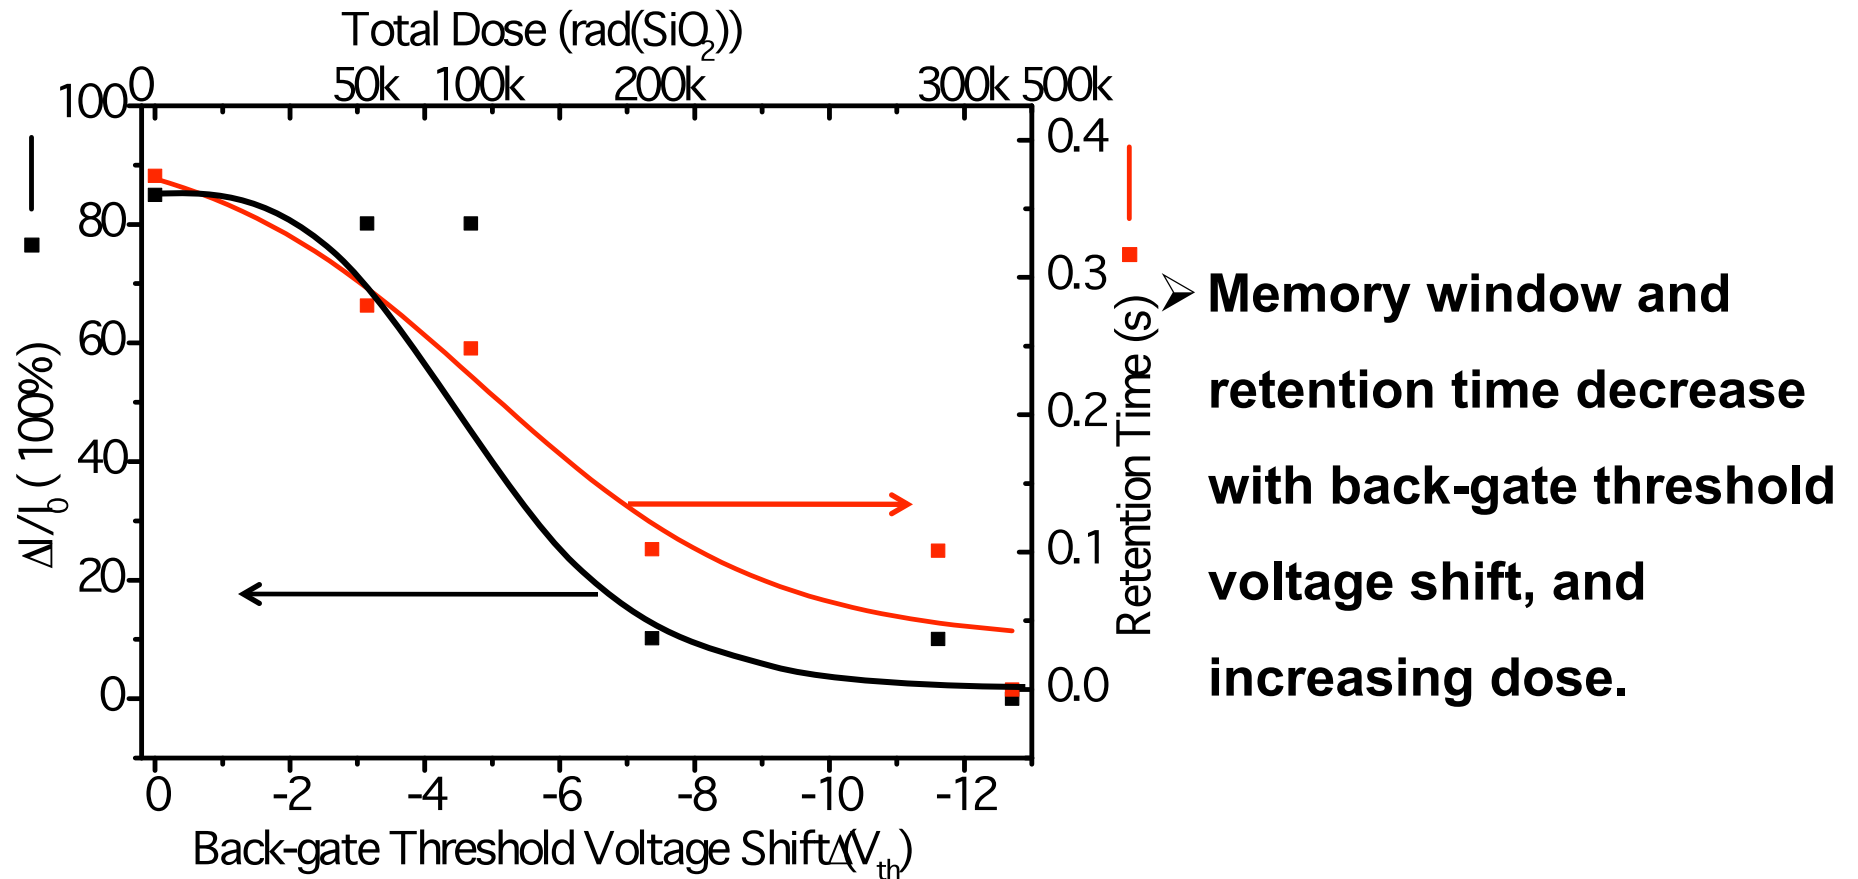 Total Dose (rad(SiO2))
0 50k 100k 200k 300k 500k
100
80
60
40
20
0
ΔI/I0 ( 100%)
0.4
0.3
0.2
0.1
0.0
Retention Time (s)
0 -2 -4 -6 -8 -10 -12
Back-gate Threshold Voltage Shift Δ(Vth)
➢ Memory window and
retention time decrease
with back-gate threshold
voltage shift, and
increasing dose.